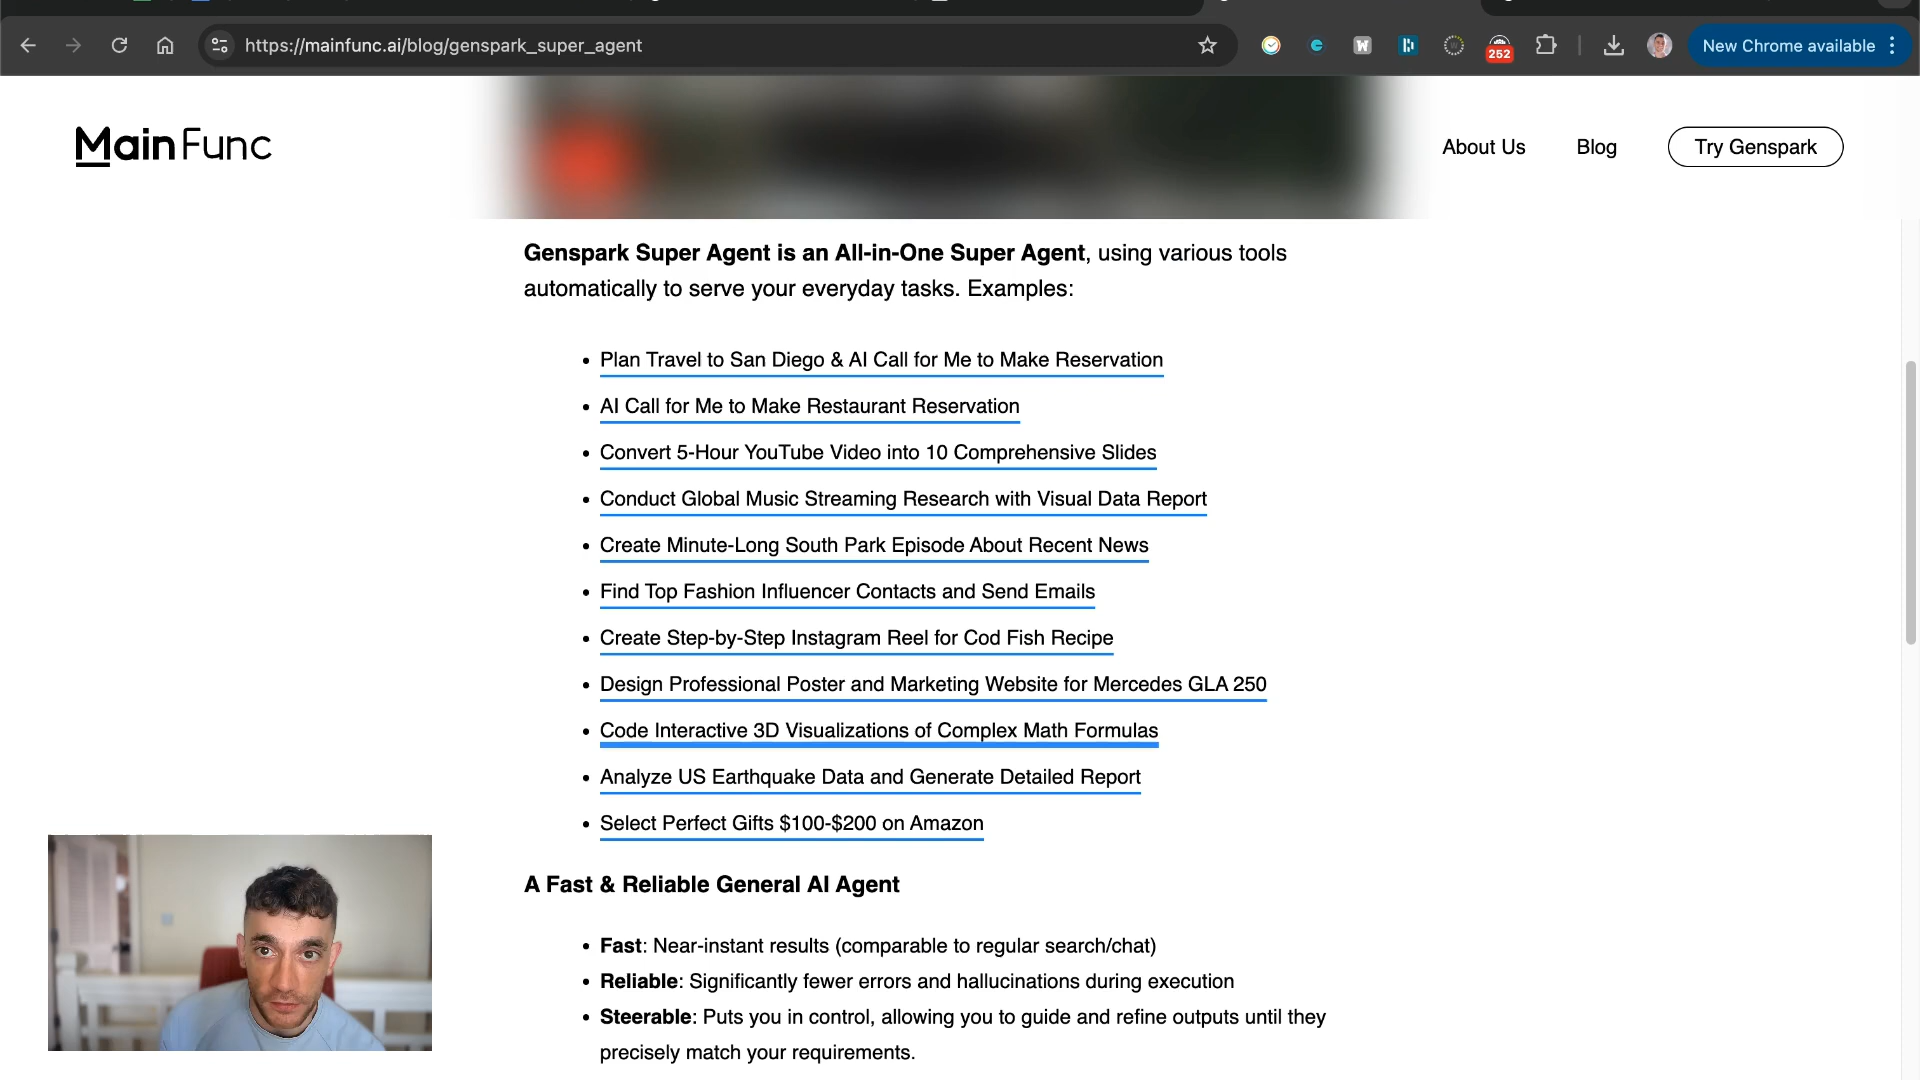 https://mainfunc.ai/blog/genspark_super_agent
W
252
New Chrome available
MainFunc
About Us
Blog
Try Genspark
Genspark Super Agent is an All-in-One Super Agent, using various tools
automatically to serve your everyday tasks. Examples:
• Plan Travel to San Diego & AI Call for Me to Make Reservation
• AI Call for Me to Make Restaurant Reservation
• Convert 5-Hour YouTube Video into 10 Comprehensive Slides
• Conduct Global Music Streaming Research with Visual Data Report
• Create Minute-Long South Park Episode About Recent News
• Find Top Fashion Influencer Contacts and Send Emails
• Create Step-by-Step Instagram Reel for Cod Fish Recipe
• Design Professional Poster and Marketing Website for Mercedes GLA 250
• Code Interactive 3D Visualizations of Complex Math Formulas
• Analyze US Earthquake Data and Generate Detailed Report
• Select Perfect Gifts $100-$200 on Amazon
A Fast & Reliable General AI Agent
• Fast: Near-instant results (comparable to regular search/chat)
• Reliable: Significantly fewer errors and hallucinations during execution
• Steerable: Puts you in control, allowing you to guide and refine outputs until they
precisely match your requirements.